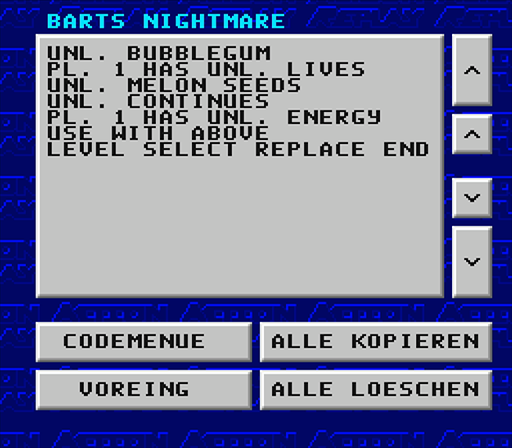 BARTS NIGHTMARE
UNL. BUBBLEGUM
PL. 1 HAS UNL. LIVES
UNL. MELON SEEDS
UNL. CONTINUES
PL. 1 HAS UNL. ENERGY
USE WITH ABOVE
LEVEL SELECT REPLACE END
CODEMENUE
ALLE KOPIEREN
VOREING
ALLE LOESCHEN